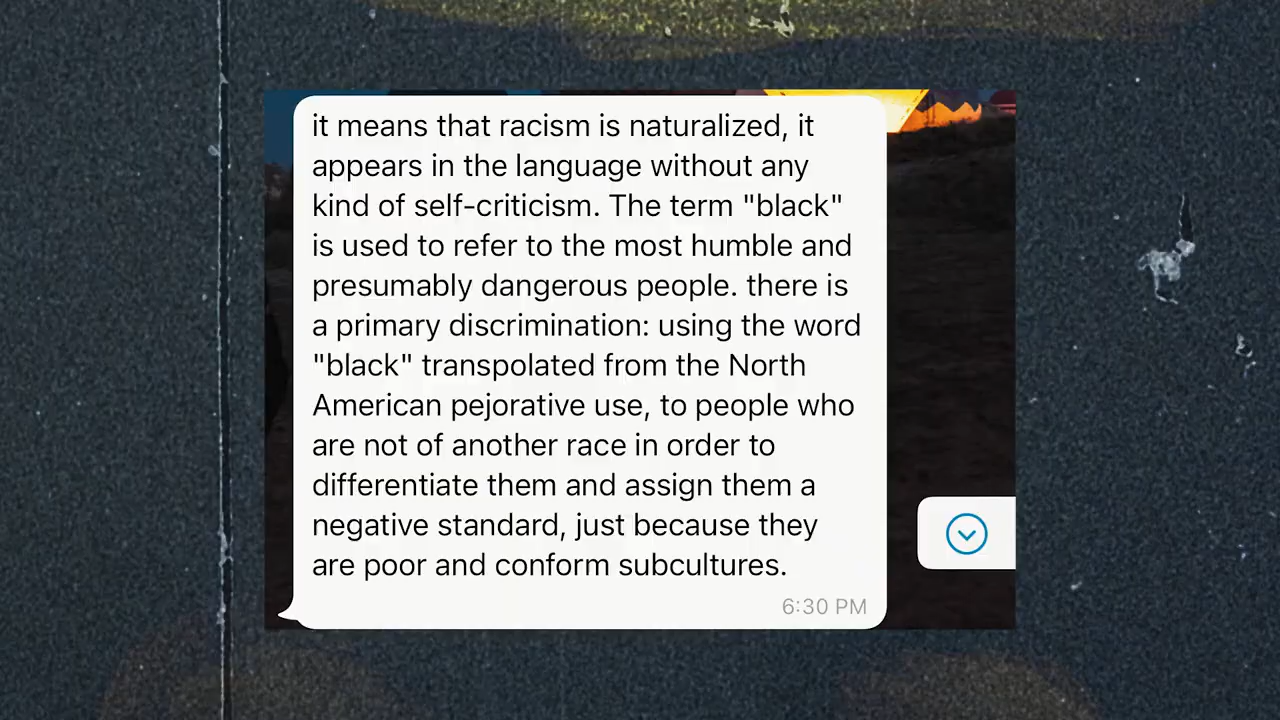 it means that racism is naturalized, it
appears in the language without any
kind of self-criticism. The term "black"
is used to refer to the most humble and
presumably dangerous people. there is
a primary discrimination: using the word
"black" transpolated from the North
American pejorative use, to people who
are not of another race in order to
differentiate them and assign them a
negative standard, just because they
are poor and conform subcultures.
6:30 PM